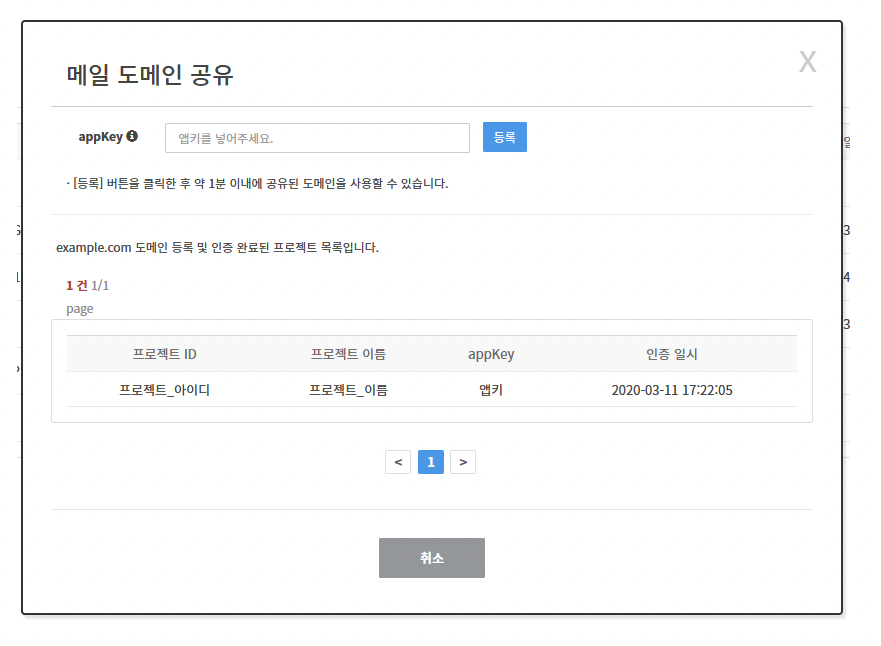 메일 도메인 공유
X
appKey
앱키를 넣어주세요.
등록
· [등록] 버튼을 클릭한 후 약 1분 이내에 공유된 도메인을 사용할 수 있습니다.
example.com 도메인 등록 및 인증 완료된 프로젝트 목록입니다.
1 건 1/1
page
프로젝트 ID 프로젝트 이름 appKey 인증 일시
프로젝트_아이디 프로젝트_이름 앱키 2020-03-11 17:22:05
< 1 >
취소